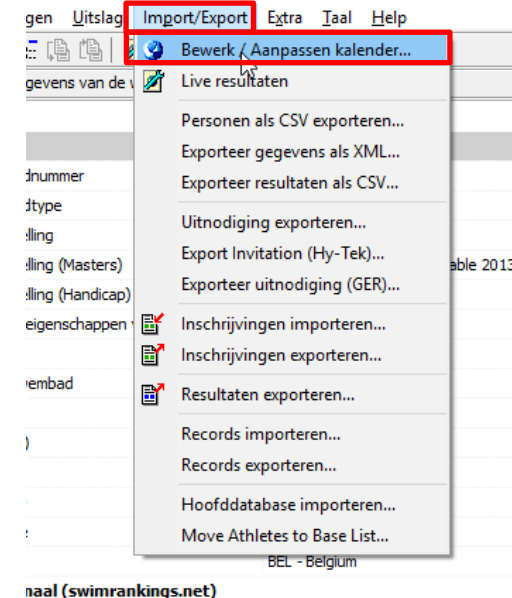 gen Uitslag Import/Export Extra Taal Help
Bewerk / Aanpassen kalender...
gevens van de
Live resultaten
Personen als CSV exporteren...
Exporteer gegevens als XML...
dnummer
Exporteer resultaten als CSV...
dtype
Uitnodiging exporteren...
lling
Export Invitation (Hy-Tek)...
lling (Masters)
able 2013
Exporteer uitnodiging (GER)...
lling (Handicap)
eigenschappen
Inschrijvingen importeren...
Inschrijvingen exporteren...
embad
Resultaten exporteren...
Records importeren...
)
Records exporteren...
Hoofddatabase importeren...
Move Athletes to Base List...
BEL - Belgium
naal (swimrankings.net)